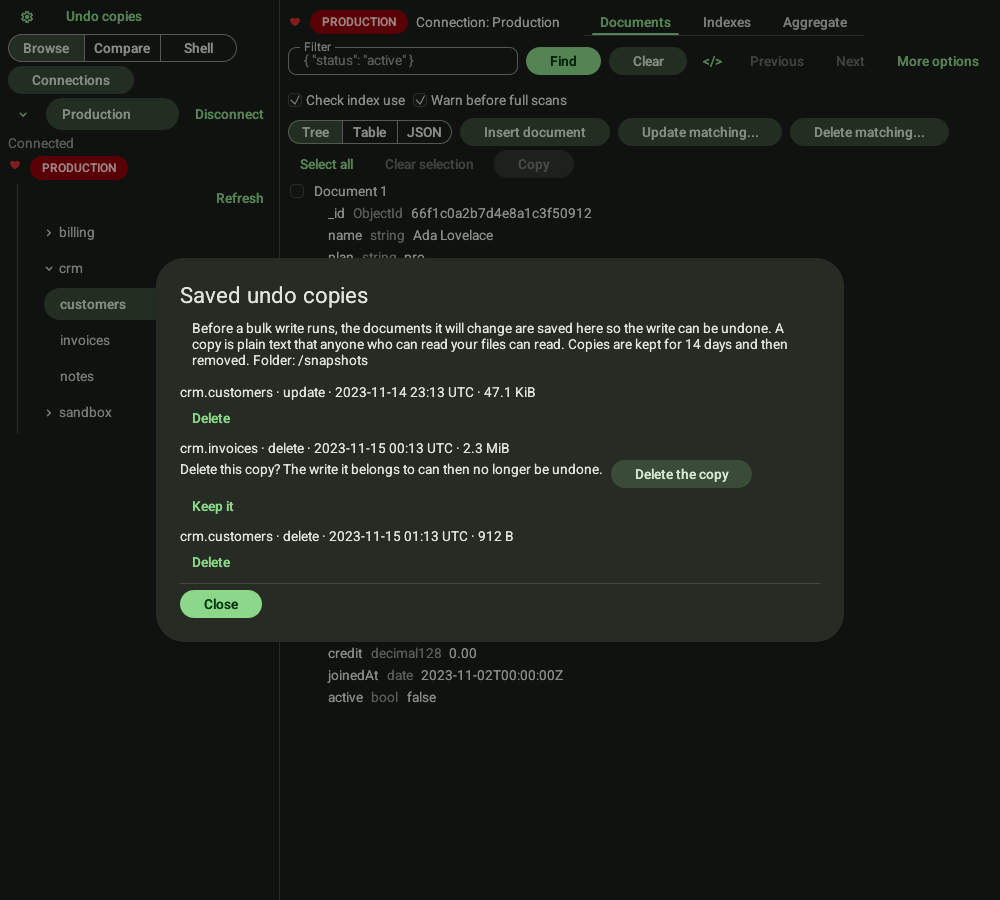 Undo copies
Browse Compare Shell
Connections
Production Disconnect
Connected
PRODUCTION
Refresh
billing
crm
customers
invoices
notes
sandbox
PRODUCTION Connection: Production Documents Indexes Aggregate
Filter
{ "status": "active" } Find Clear </> Previous Next More options
Check index use Warn before full scans
Tree Table JSON Insert document Update matching... Delete matching...
Select all Clear selection Copy
Document 1
_id ObjectId 66f1c0a2b7d4e8a1c3f50912
name string Ada Lovelace
plan string pro
Saved undo copies
Before a bulk write runs, the documents it will change are saved here so the write can be undone. A
copy is plain text that anyone who can read your files can read. Copies are kept for 14 days and then
removed. Folder: /snapshots
crm.customers · update · 2023-11-14 23:13 UTC · 47.1 KiB
Delete
crm.invoices · delete · 2023-11-15 00:13 UTC · 2.3 MiB
Delete this copy? The write it belongs to can then no longer be undone. Delete the copy
Keep it
crm.customers · delete · 2023-11-15 01:13 UTC · 912 B
Delete
Close
credit decimal128 0.00
joinedAt date 2023-11-02T00:00:00Z
active bool false